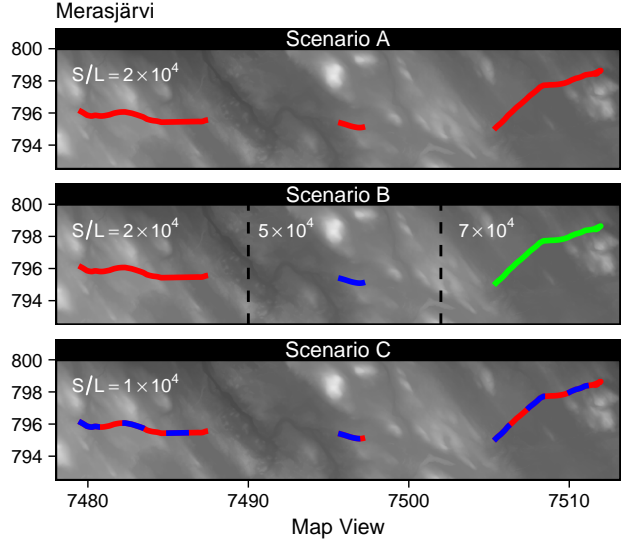 Merasjärvi
Scenario A
800
S/L = 2×10⁴
798
796
794
Scenario B
800
S/L = 2×10⁴ 5×10⁴ 7×10⁴
798
796
794
Scenario C
800
S/L = 1×10⁴
798
796
794
7480 7490 7500 7510
Map View